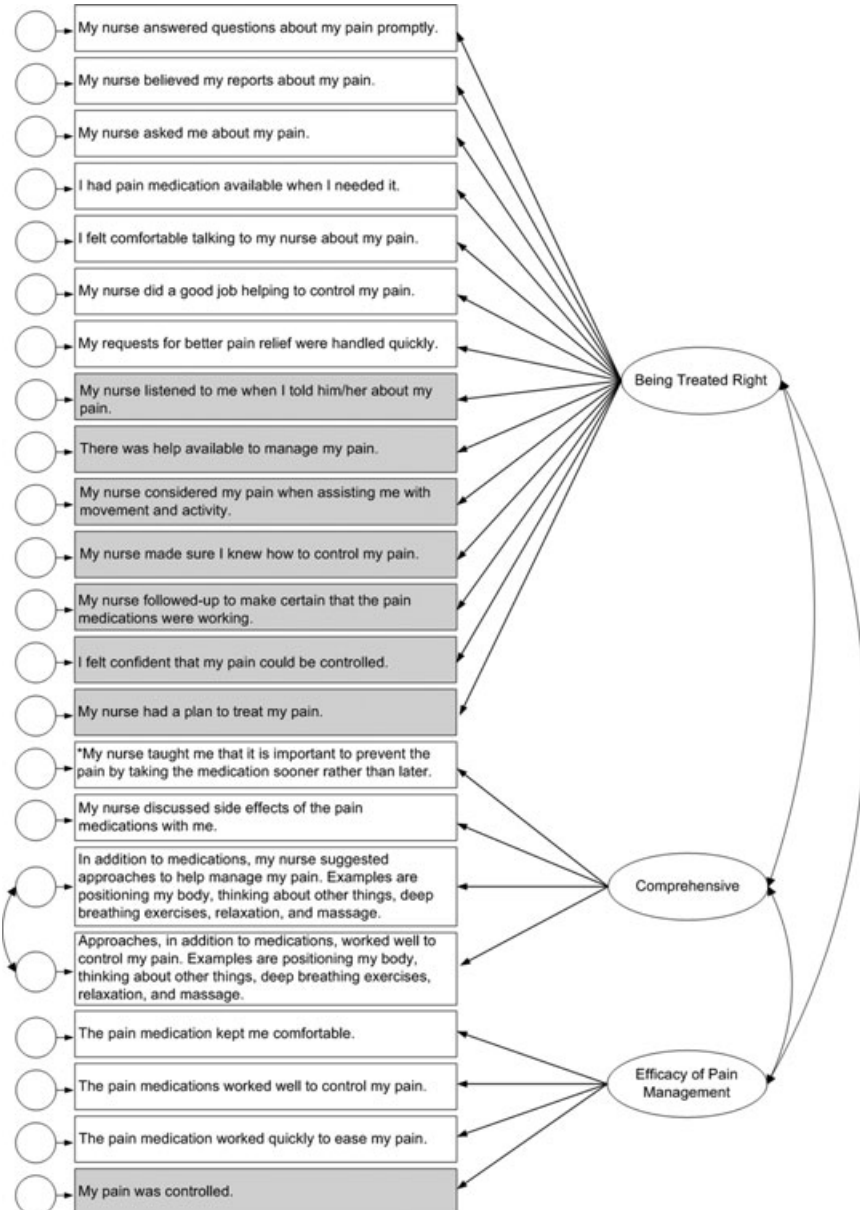 My nurse answered questions about my pain promptly.
My nurse believed my reports about my pain.
My nurse asked me about my pain.
I had pain medication available when I needed it.
I felt comfortable talking to my nurse about my pain.
My nurse did a good job helping to control my pain.
My requests for better pain relief were handled quickly.
My nurse listened to me when I told him/her about my
pain.
There was help available to manage my pain.
My nurse considered my pain when assisting me with
movement and activity.
My nurse made sure I knew how to control my pain.
My nurse followed-up to make certain that the pain
medications were working.
I felt confident that my pain could be controlled.
My nurse had a plan to treat my pain.
Being Treated Right
*My nurse taught me that it is important to prevent the
pain by taking the medication sooner rather than later.
My nurse discussed side effects of the pain
medications with me.
In addition to medications, my nurse suggested
approaches to help manage my pain. Examples are
positioning my body, thinking about other things, deep
breathing exercises, relaxation, and massage.
Approaches, in addition to medications, worked well to
control my pain. Examples are positioning my body,
thinking about other things, deep breathing exercises,
relaxation, and massage.
Comprehensive
The pain medication kept me comfortable.
The pain medications worked well to control my pain.
The pain medication worked quickly to ease my pain.
My pain was controlled.
Efficacy of Pain
Management